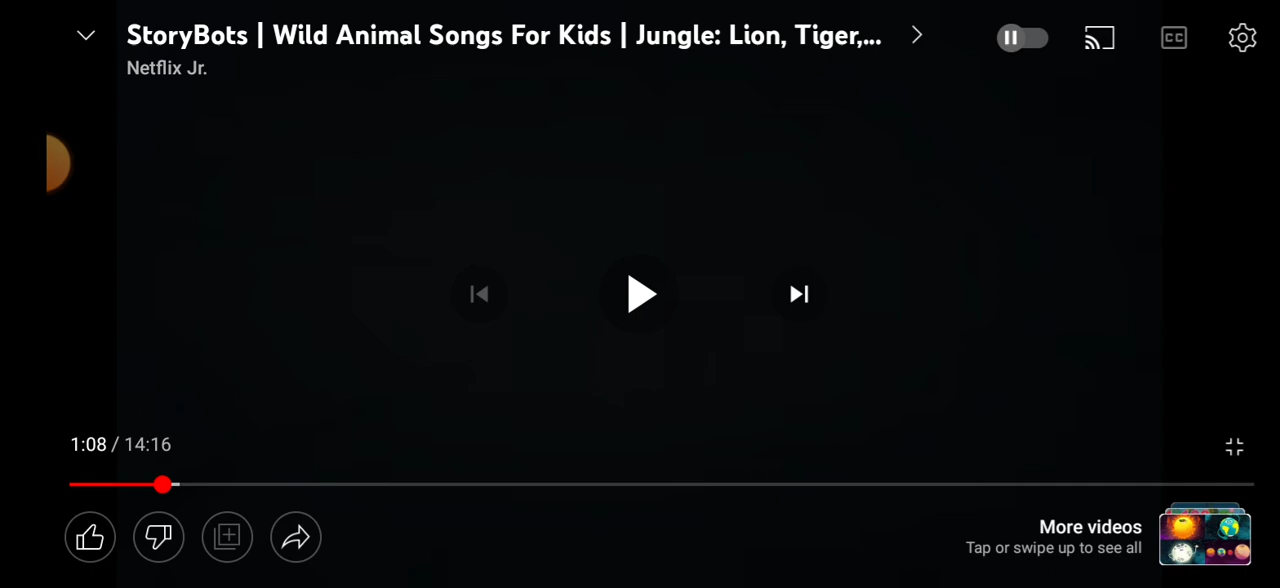 StoryBots | Wild Animal Songs For Kids | Jungle: Lion, Tiger,...
Netflix Jr.
CC
1:08 / 14:16
More videos
Tap or swipe up to see all